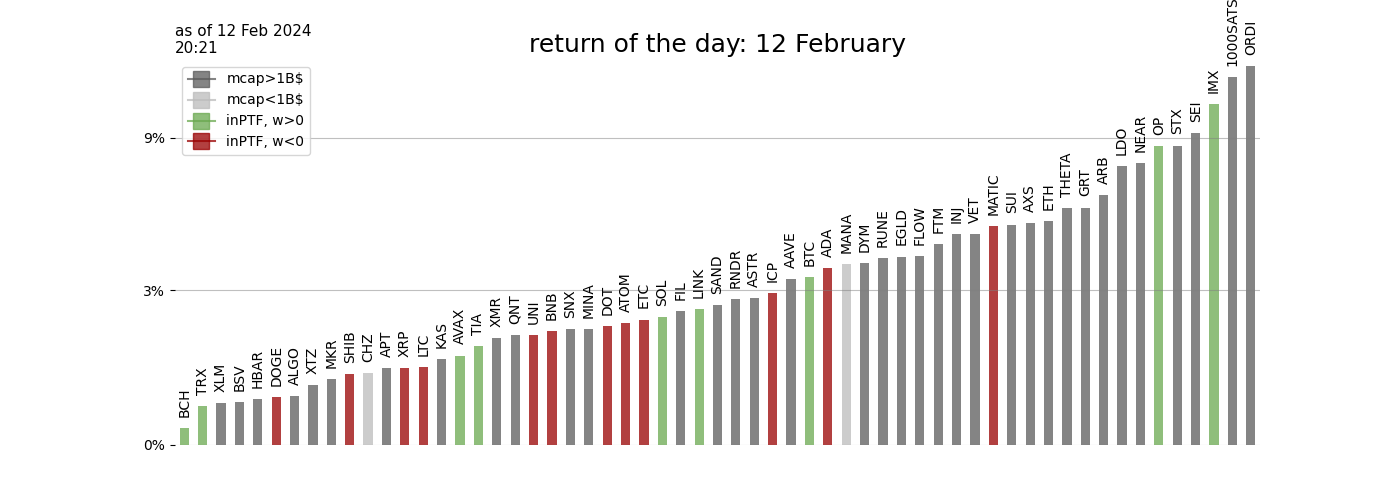 as of 12 Feb 2024
20:21
return of the day: 12 February
mcap>1B$
mcap<1B$
inPTF, w>0
inPTF, w<0
9%
3%
0%
BCH
TRX
XLM
BSV
HBAR
DOGE
ALGO
XTZ
MKR
SHIB
CHZ
APT
XRP
LTC
KAS
AVAX
TIA
XMR
QNT
UNI
BNB
SNX
MINA
DOT
ATOM
ETC
SOL
FIL
LINK
SAND
RNDR
ASTR
ICP
AAVE
BTC
ADA
MANA
DYM
RUNE
EGLD
FLOW
FTM
INJ
VET
MATIC
SUI
AXS
ETH
THETA
GRT
ARB
LDO
NEAR
OP
STX
SEI
IMX
1000SATS
ORDI